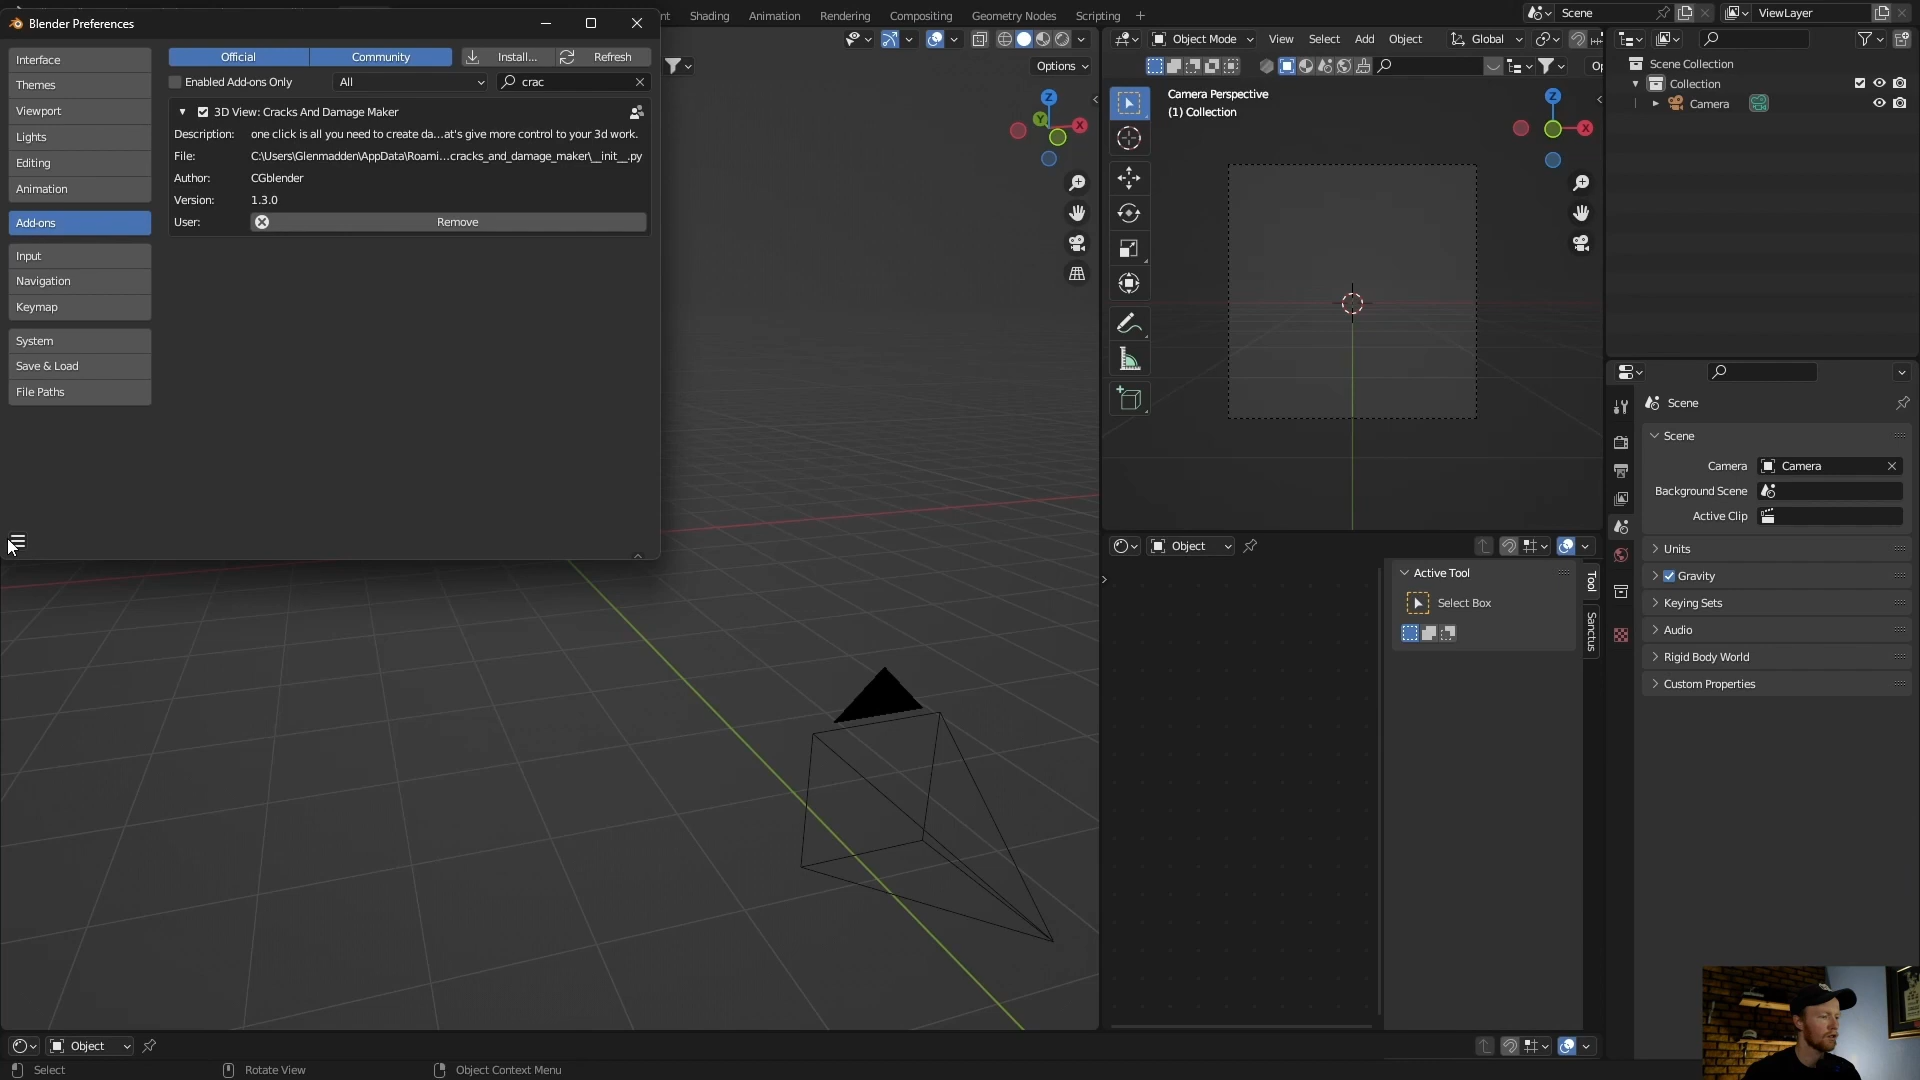 Blender Preferences
Shading
Animation
Rendering
Compositing
Geometry Nodes
Scripting
Scene
ViewLayer
Interface
Themes
Viewport
Lights
Editing
Animation
Add-ons
Input
Navigation
Keymap
System
Save & Load
File Paths
Official
Community
Install...
Refresh
Enabled Add-ons Only
All
crac
3D View: Cracks And Damage Maker
Description: one click is all you need to create da...at's give more control to your 3d work.
File: C:\Users\Glenmadden\AppData\Roami...cracks_and_damage_maker\__init__.py
Author: CGblender
Version: 1.3.0
User: Remove
Options
Object Mode
View
Select
Add
Object
Global
Camera Perspective
(1) Collection
Z
Y
X
Z
X
Scene Collection
Collection
Camera
Scene
Scene
Camera
Camera
Background Scene
Active Clip
Units
Gravity
Keying Sets
Audio
Rigid Body World
Custom Properties
Object
Active Tool
Select Box
Tool
Sanctus
Object
Select
Rotate View
Object Context Menu